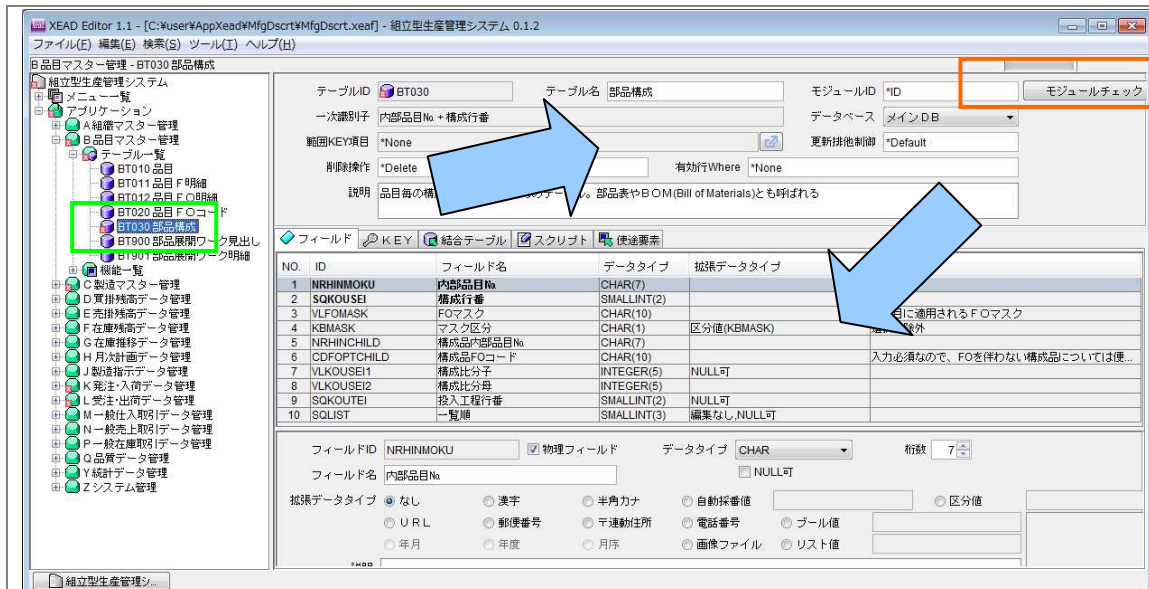 XEAD Editor 1.1 - [C:¥user¥AppXead¥MfgDscrt¥MfgDscrt.xeaf] - 組立型生産管理システム 0.1.2
ファイル(F) 編集(E) 検索(S) ツール(T) ヘルプ(H)
B 品目マスター管理 - BT030 部品構成
組立型生産管理システム
メニュー一覧
アプリケーション
A 組織マスター管理
B 品目マスター管理
テーブル一覧
BT010 品目
BT011 品目F明細
BT012 品目FO明細
BT020 品目FOコード
BT030 部品構成
BT900 部品展開ワーク見出し
BT901 部品展開ワーク明細
機能一覧
C 製造マスター管理
D 買掛残高データ管理
E 売掛残高データ管理
F 在庫残高データ管理
G 在庫推移データ管理
H 月次計画データ管理
J 製造指示データ管理
K 発注・入荷データ管理
L 受注・出荷データ管理
M 一般仕入取引データ管理
N 一般売上取引データ管理
P 一般在庫取引データ管理
Q 品質データ管理
Y 統計データ管理
Z システム管理
テーブルID BT030 テーブル名 部品構成 モジュールID *ID モジュールチェック
一次識別子 内部品目№ + 構成行番 データベース メインDB
範囲KEY項目 *None 更新排他制御 *Default
削除操作 *Delete 有効行Where *None
説明 品目毎の構 のテーブル。部品表やBOM(Bill of Materials)とも呼ばれる
フィールド KEY 結合テーブル スクリプト 使途要素
NO. ID フィールド名 データタイプ 拡張データタイプ
1 NRHINMOKU 内部品目№ CHAR(7)
2 SQKOUSEI 構成行番 SMALLINT(2)
3 VLFOMASK FOマスク CHAR(10) 目に適用されるFOマスク
4 KBMASK マスク区分 CHAR(1) 区分値(KBMASK) 除外
5 NRHINCHILD 構成品内部品目№ CHAR(7)
6 CDFOPTCHILD 構成品FOコード CHAR(10) 入力必須なので、FOを伴わない構成品については便...
7 VLKOUSEI1 構成比分子 INTEGER(5) NULL可
8 VLKOUSEI2 構成比分母 INTEGER(5)
9 SQKOUTEI 投入工程行番 SMALLINT(2) NULL可
10 SQLIST 一覧順 SMALLINT(3) 編集なし,NULL可
フィールドID NRHINMOKU 物理フィールド データタイプ CHAR 桁数 7
フィールド名 内部品目№ NULL可
拡張データタイプ なし 漢字 半角カナ 自動採番値 区分値
URL 郵便番号 〒連動住所 電話番号 ブール値
年月 年度 月序 画像ファイル リスト値
組立型生産管理シ...